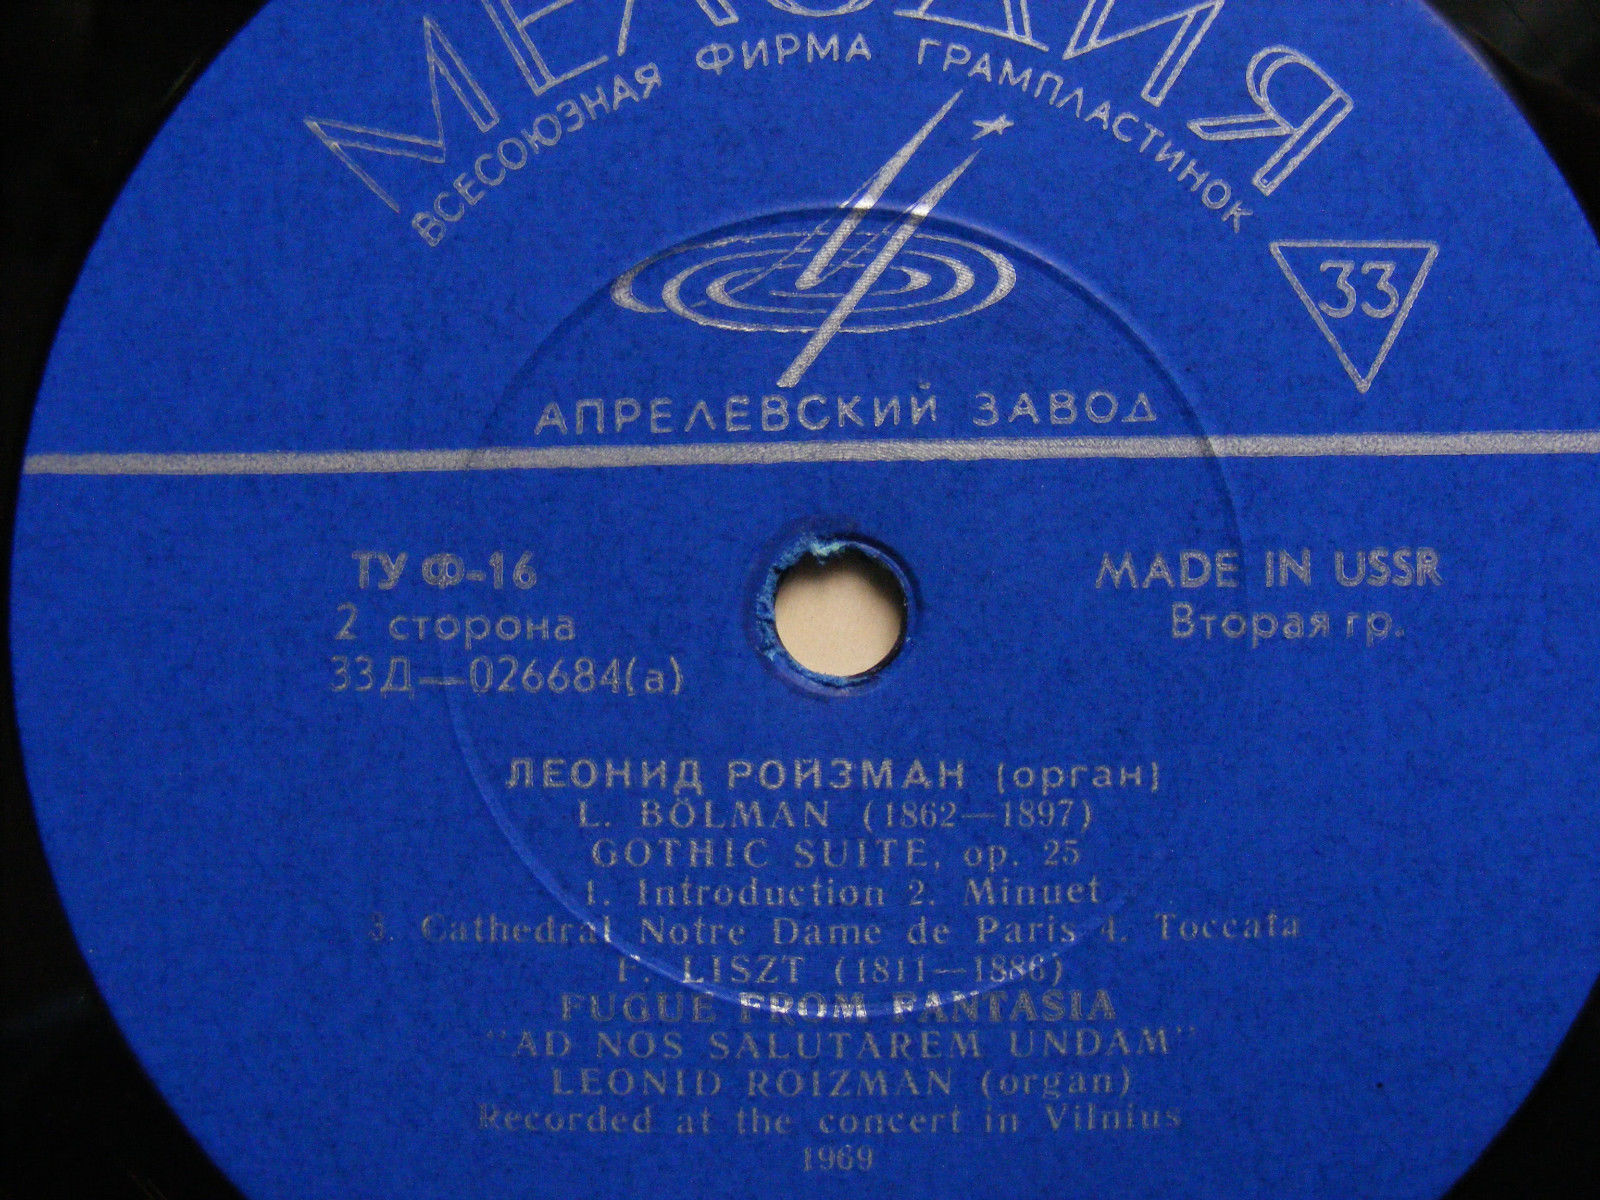 МЕЛОДИЯ
ВСЕСОЮЗНАЯ ФИРМА ГРАМПЛАСТИНОК
33
АПРЕЛЕВСКИЙ ЗАВОД
ТУ Ф-16
MADE IN USSR
2 сторона
Вторая гр.
33Д—026684(а)
ЛЕОНИД РОЙЗМАН (орган)
L. BÖLMAN (1862—1897)
GOTHIC SUITE, op. 25
1. Introduction 2. Minuet
3. Cathedral Notre Dame de Paris 4. Toccata
F. LISZT (1811—1886)
FUGUE FROM FANTASIA
"AD NOS SALUTAREM UNDAM"
LEONID ROIZMAN (organ)
Recorded at the concert in Vilnius
1969